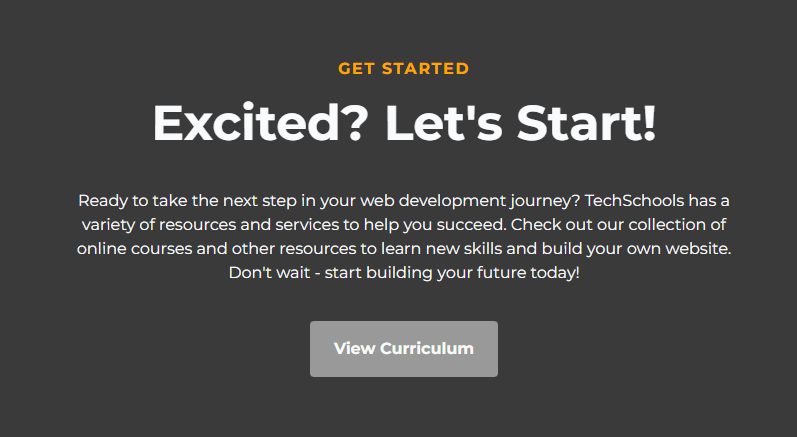 GET STARTED
Excited? Let's Start!
Ready to take the next step in your web development journey? TechSchools has a
variety of resources and services to help you succeed. Check out our collection of
online courses and other resources to learn new skills and build your own website.
Don't wait - start building your future today!
View Curriculum